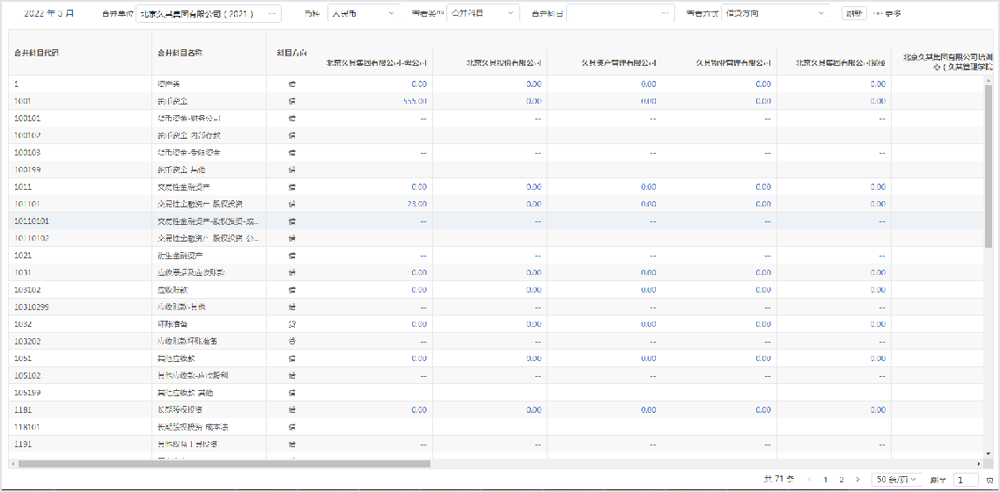 2022 年 3 月 合并单位 北京久其集团有限公司（2021） ··· 币种 人民币 查看类型 合并科目 合并科目 ··· 查看方式 借贷方向 刷新 ··· 更多
合并科目代码 合并科目名称 科目方向 北京久其集团有限公司-母公司 北京久其股份有限公司 久其资产管理有限公司 久其物业管理有限公司 北京久其集团有限公司党校 北京久其集团有限公司培训
心（久其管理学院
1 资产类 借 0.00 0.00 0.00 0.00 0.00
1001 货币资金 借 555.00 0.00 0.00 0.00 0.00
100101 货币资金-财务公司 借 -- -- -- -- --
100102 货币资金-内部存款 借
100103 货币资金-受限资金 借 -- -- -- -- --
100199 货币资金-其他 借
1011 交易性金融资产 借 0.00 0.00 0.00 0.00 0.00
101101 交易性金融资产-股权投资 借 23.00 0.00 0.00 0.00 0.00
10110101 交易性金融资产-股权投资-成... 借 -- -- -- -- --
10110102 交易性金融资产-股权投资-公... 借
1021 衍生金融资产 借 -- -- -- -- --
1031 应收票据及应收账款 借 0.00 0.00 0.00 0.00 0.00
103102 应收账款 借 0.00 0.00 0.00 0.00 0.00
10310299 应收账款-其他 借 -- -- -- -- --
1032 坏账准备 贷 0.00 0.00 0.00 0.00 0.00
103202 应收账款坏账准备 贷 -- -- -- -- --
1051 其他应收款 借 0.00 0.00 0.00 0.00 0.00
105102 其他应收款-应收股利 借 -- -- -- -- --
105199 其他应收款-其他 借
1181 长期股权投资 借 0.00 0.00 0.00 0.00 0.00
118101 长期股权投资-成本法 借
1191 其他权益工具投资 借 -- -- -- -- --
共 71 条 1 2 50 条/页 跳至 1 页